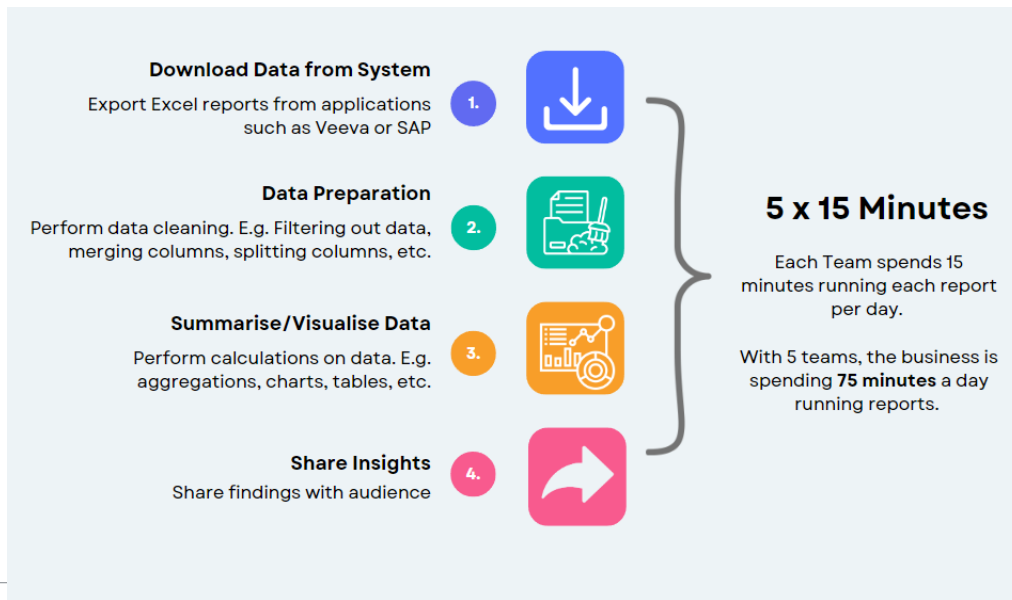 Download Data from System
Export Excel reports from applications
such as Veeva or SAP
1.
Data Preparation
Perform data cleaning. E.g. Filtering out data,
merging columns, splitting columns, etc.
2.
Summarise/Visualise Data
Perform calculations on data. E.g.
aggregations, charts, tables, etc.
3.
Share Insights
Share findings with audience
4.
5 x 15 Minutes
Each Team spends 15
minutes running each report
per day.
With 5 teams, the business is
spending 75 minutes a day
running reports.